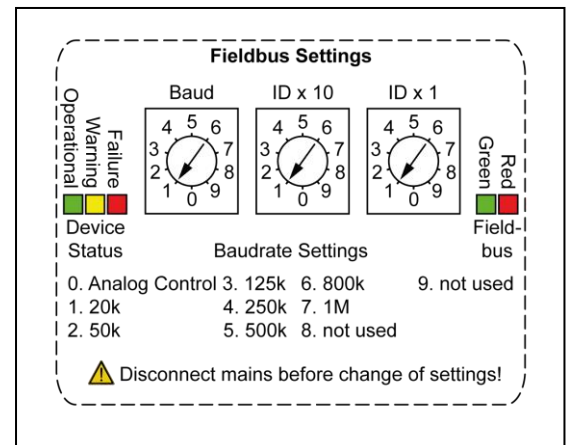 Fieldbus Settings
Baud
ID x 10
ID x 1
Operational
Warning
Failure
4 5 6
3 7
2 8
1 0 9
4 5 6
3 7
2 8
1 0 9
4 5 6
3 7
2 8
1 0 9
Green
Red
Device
Status
Field-
bus
Baudrate Settings
0. Analog Control 3. 125k 6. 800k 9. not used
1. 20k 4. 250k 7. 1M
2. 50k 5. 500k 8. not used
Disconnect mains before change of settings!